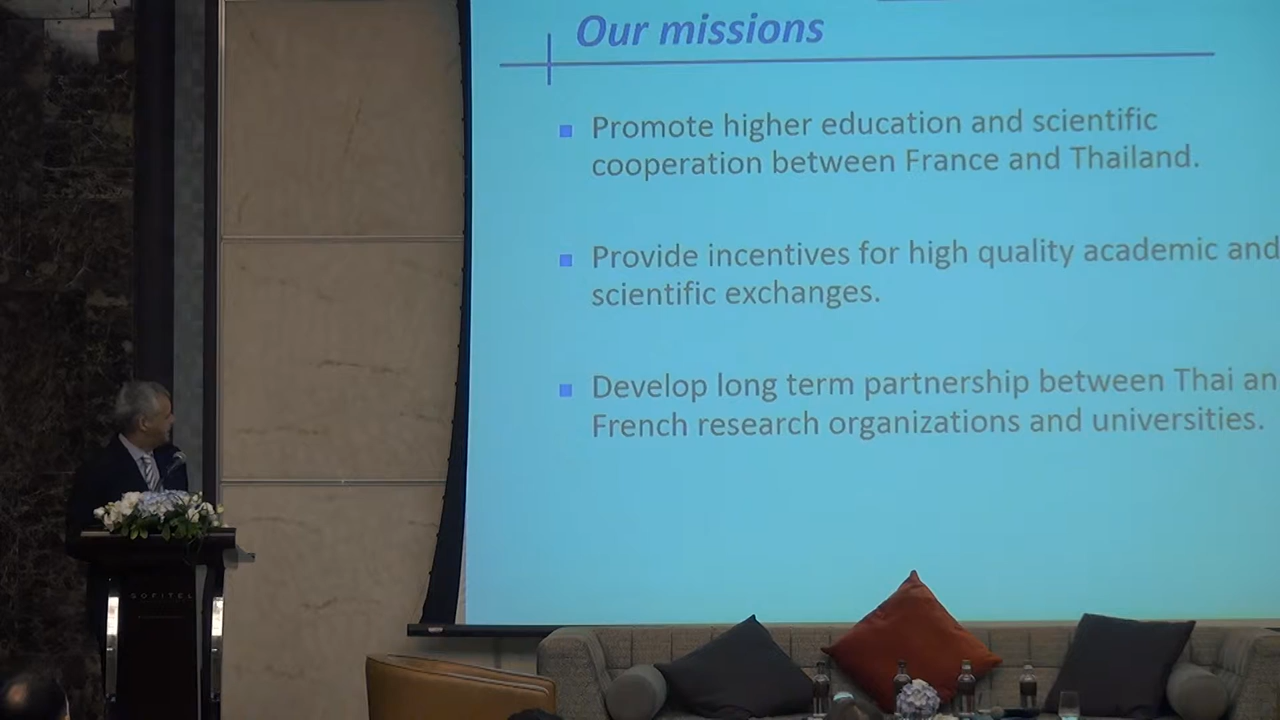 Our missions
Promote higher education and scientific
cooperation between France and Thailand.
Provide incentives for high quality academic and
scientific exchanges.
Develop long term partnership between Thai an
French research organizations and universities.
SOFITEL